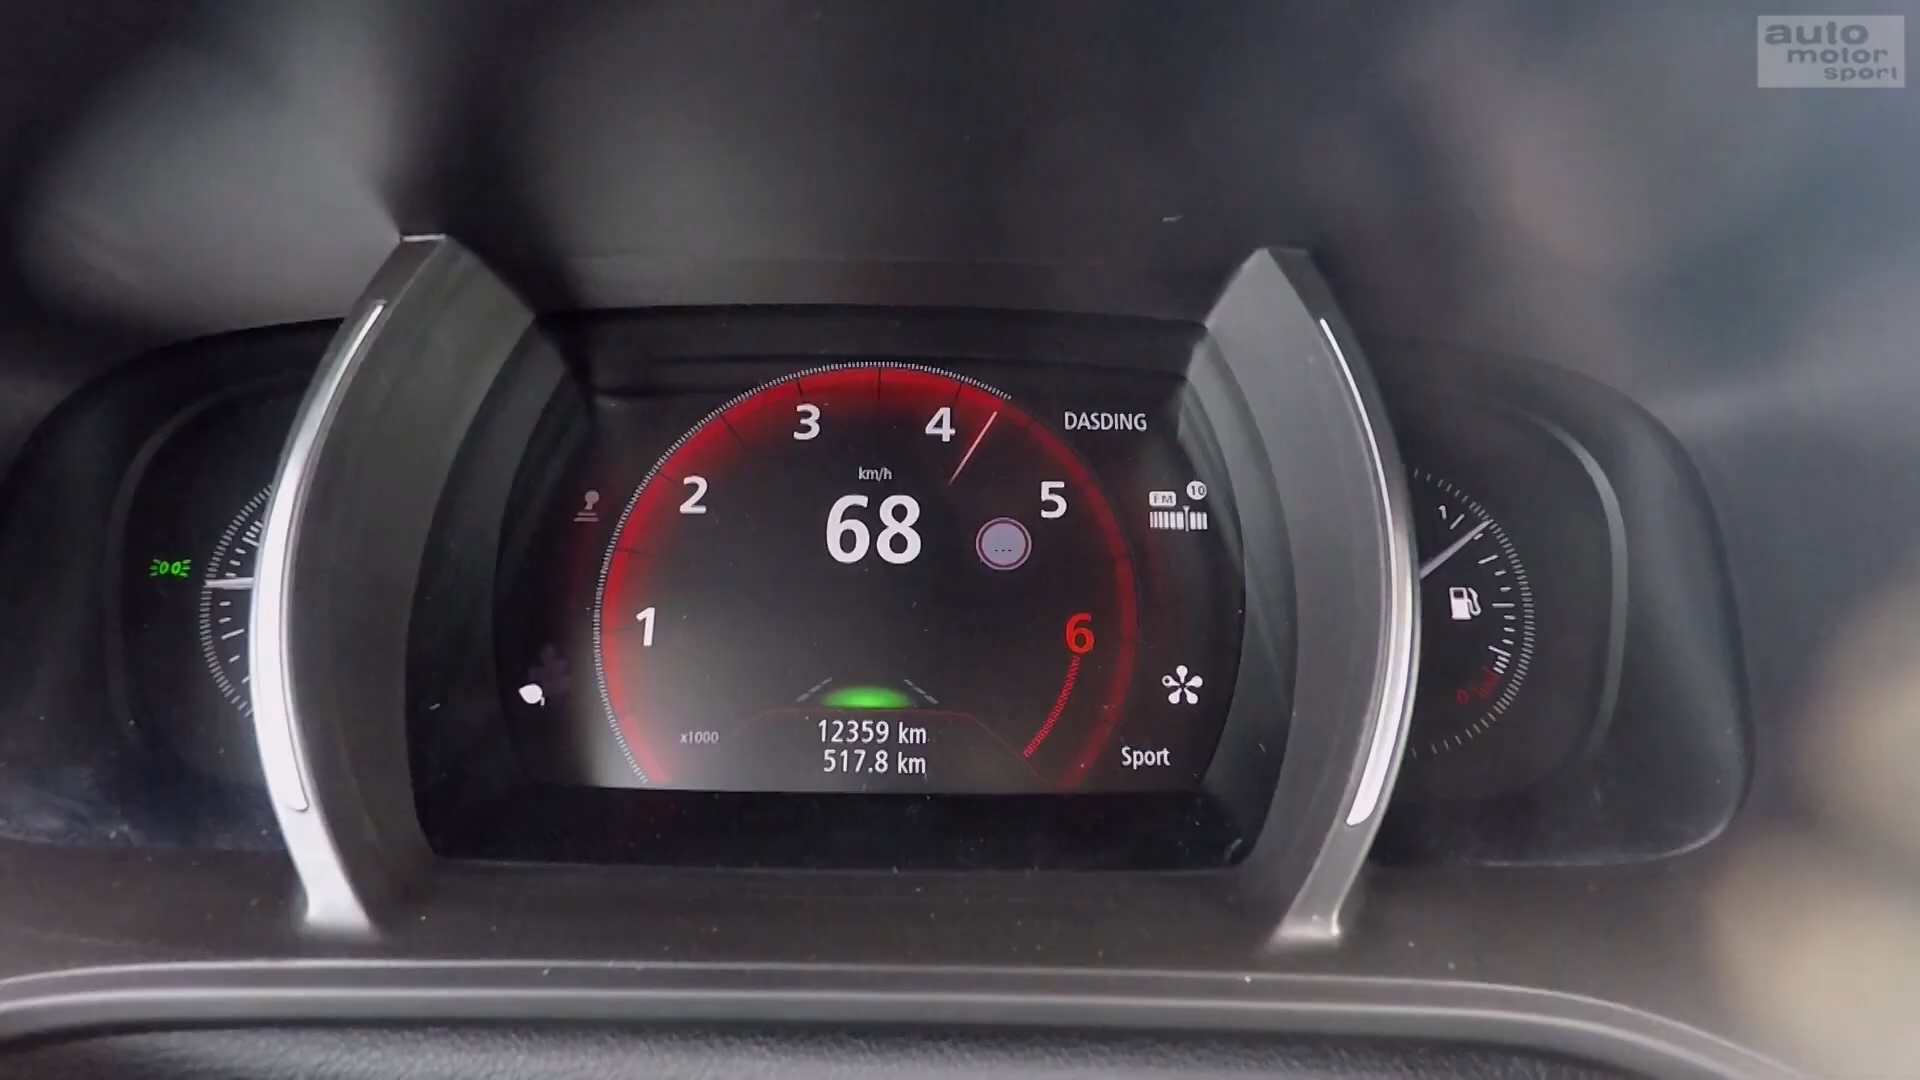 auto
motor
sport
3
4
DASDING
km/h
2
68
5
FM
10
1
...
1
6
0
x1000
12359 km
517.8 km
Sport